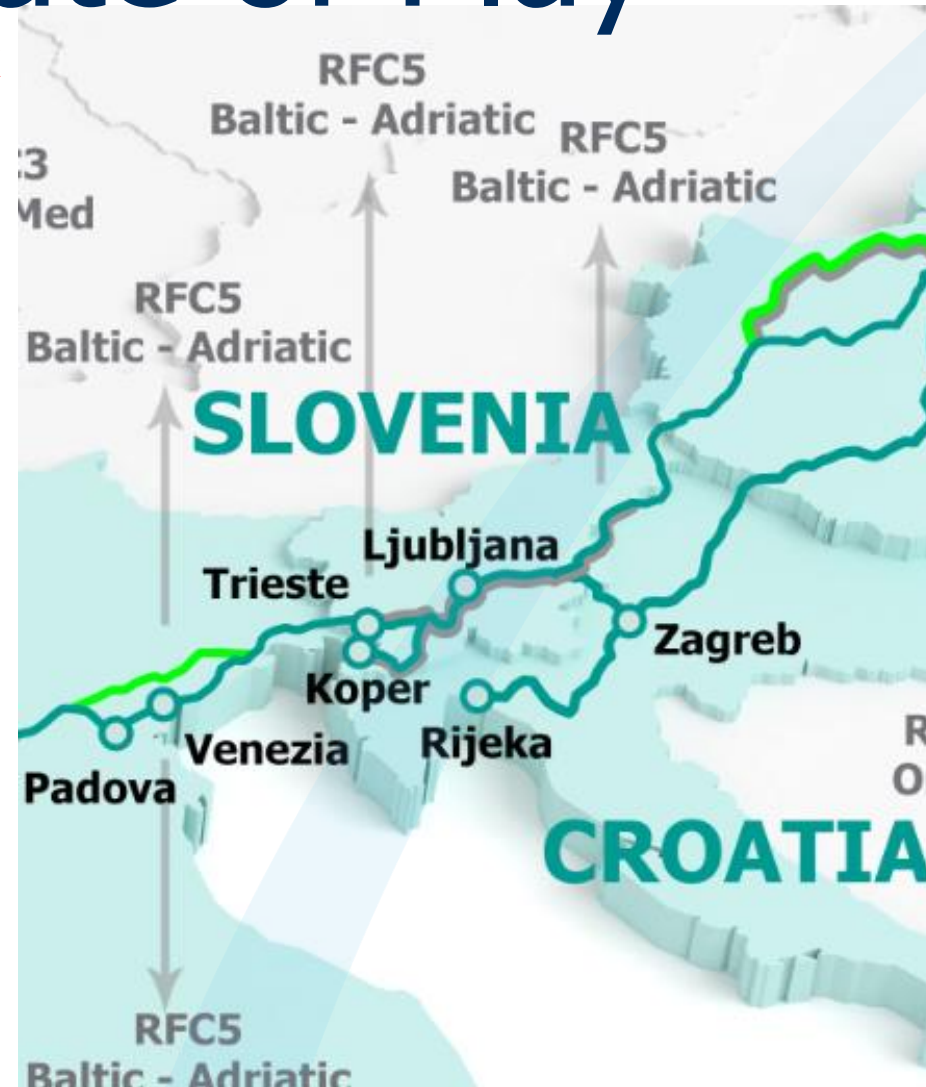 RFC5
Baltic - Adriatic
RFC5
Baltic - Adriatic
Med
RFC5
Baltic - Adriatic
SLOVENIA
Ljubljana
Trieste
Zagreb
Koper
Rijeka
Venezia
Padova
CROATIA
RFC5
Baltic - Adriatic